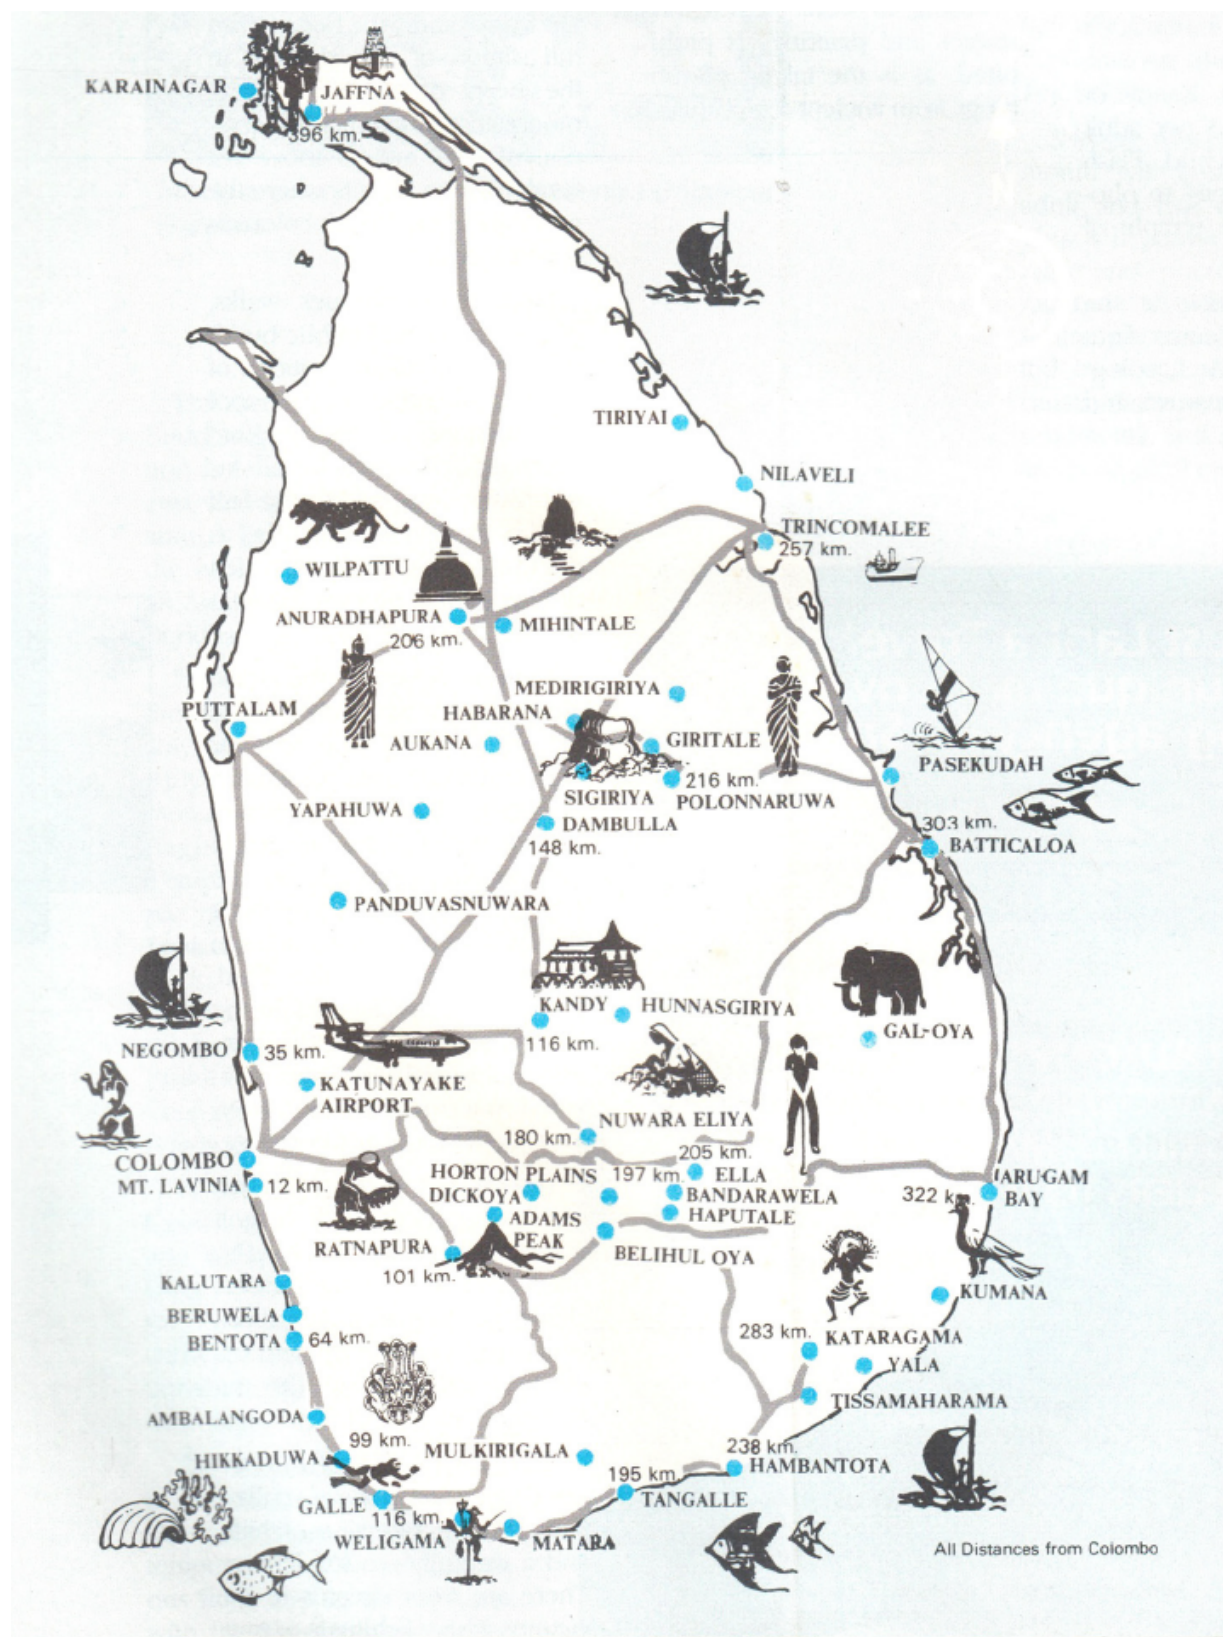 KARAINAGAR
JAFFNA
396 km.
TIRIYAI
NILAVELI
TRINCOMALEE
257 km.
WILPATTU
ANURADHAPURA
206 km.
MIHINTALE
MEDIRIGIRIYA
PUTTALAM
HABARANA
AUKANA
GIRITALE
PASEKUDAH
216 km.
SIGIRIYA
POLONNARUWA
YAPAHUWA
DAMBULLA
148 km.
303 km.
BATTICALOA
PANDUVASNUWARA
KANDY
HUNNASGIRIYA
116 km.
GAL-OYA
NEGOMBO
35 km.
KATUNAYAKE
AIRPORT
NUWARA ELIYA
180 km.
205 km.
COLOMBO
MT. LAVINIA
12 km.
HORTON PLAINS
197 km.
ELLA
DICKOYA
BANDARAWELA
HAPUTALE
322 km.
ARUGAM
BAY
ADAMS
PEAK
RATNAPURA
101 km.
BELIHUL OYA
KALUTARA
KUMANA
BERUWELA
BENTOTA
64 km.
283 km.
KATARAGAMA
YALA
TISSAMAHARAMA
AMBALANGODA
99 km.
HIKKADUWA
MULKIRIGALA
238 km.
HAMBANTOTA
195 km.
TANGALLE
GALLE
116 km.
WELIGAMA
MATARA
All Distances from Colombo